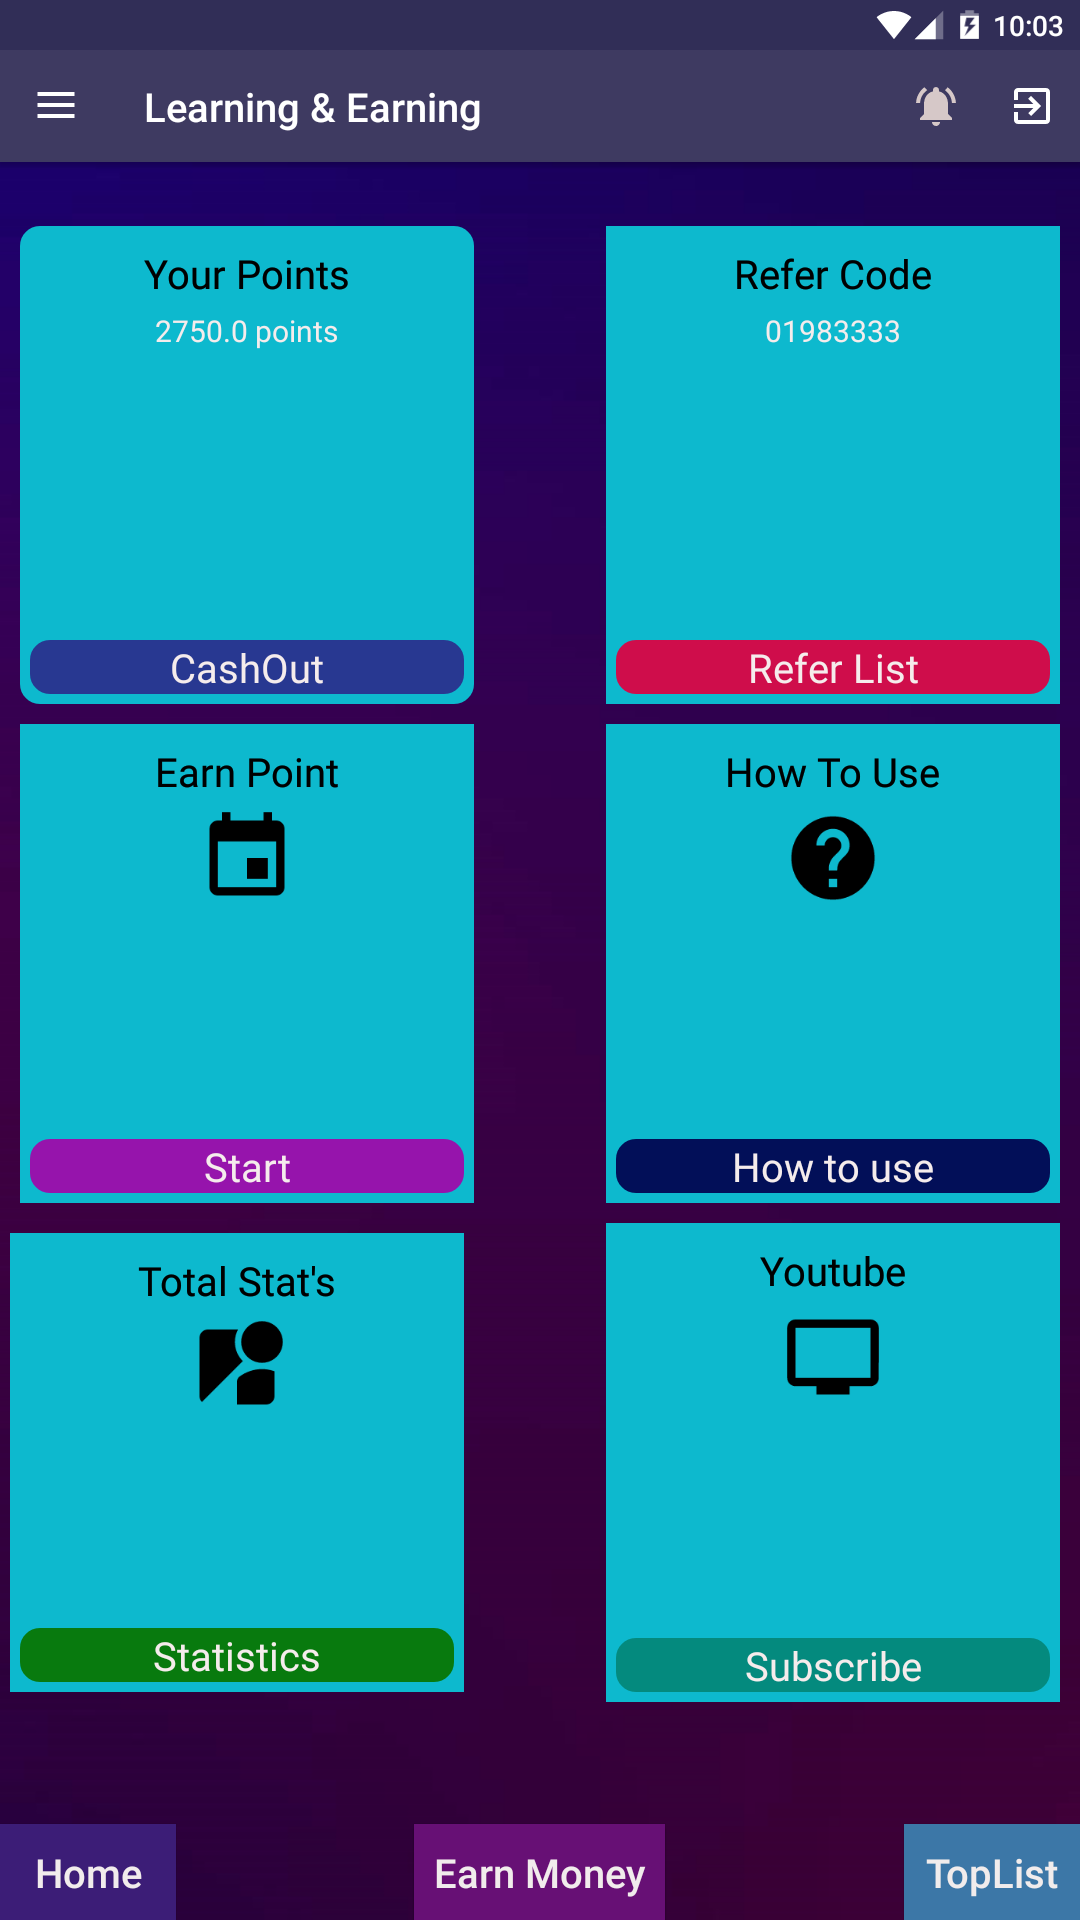 10:03
Learning & Earning
Your Points
2750.0 points
CashOut
Refer Code
01983333
Refer List
Earn Point
Start
How To Use
How to use
Total Stat's
Statistics
Youtube
Subscribe
Home
Earn Money
TopList